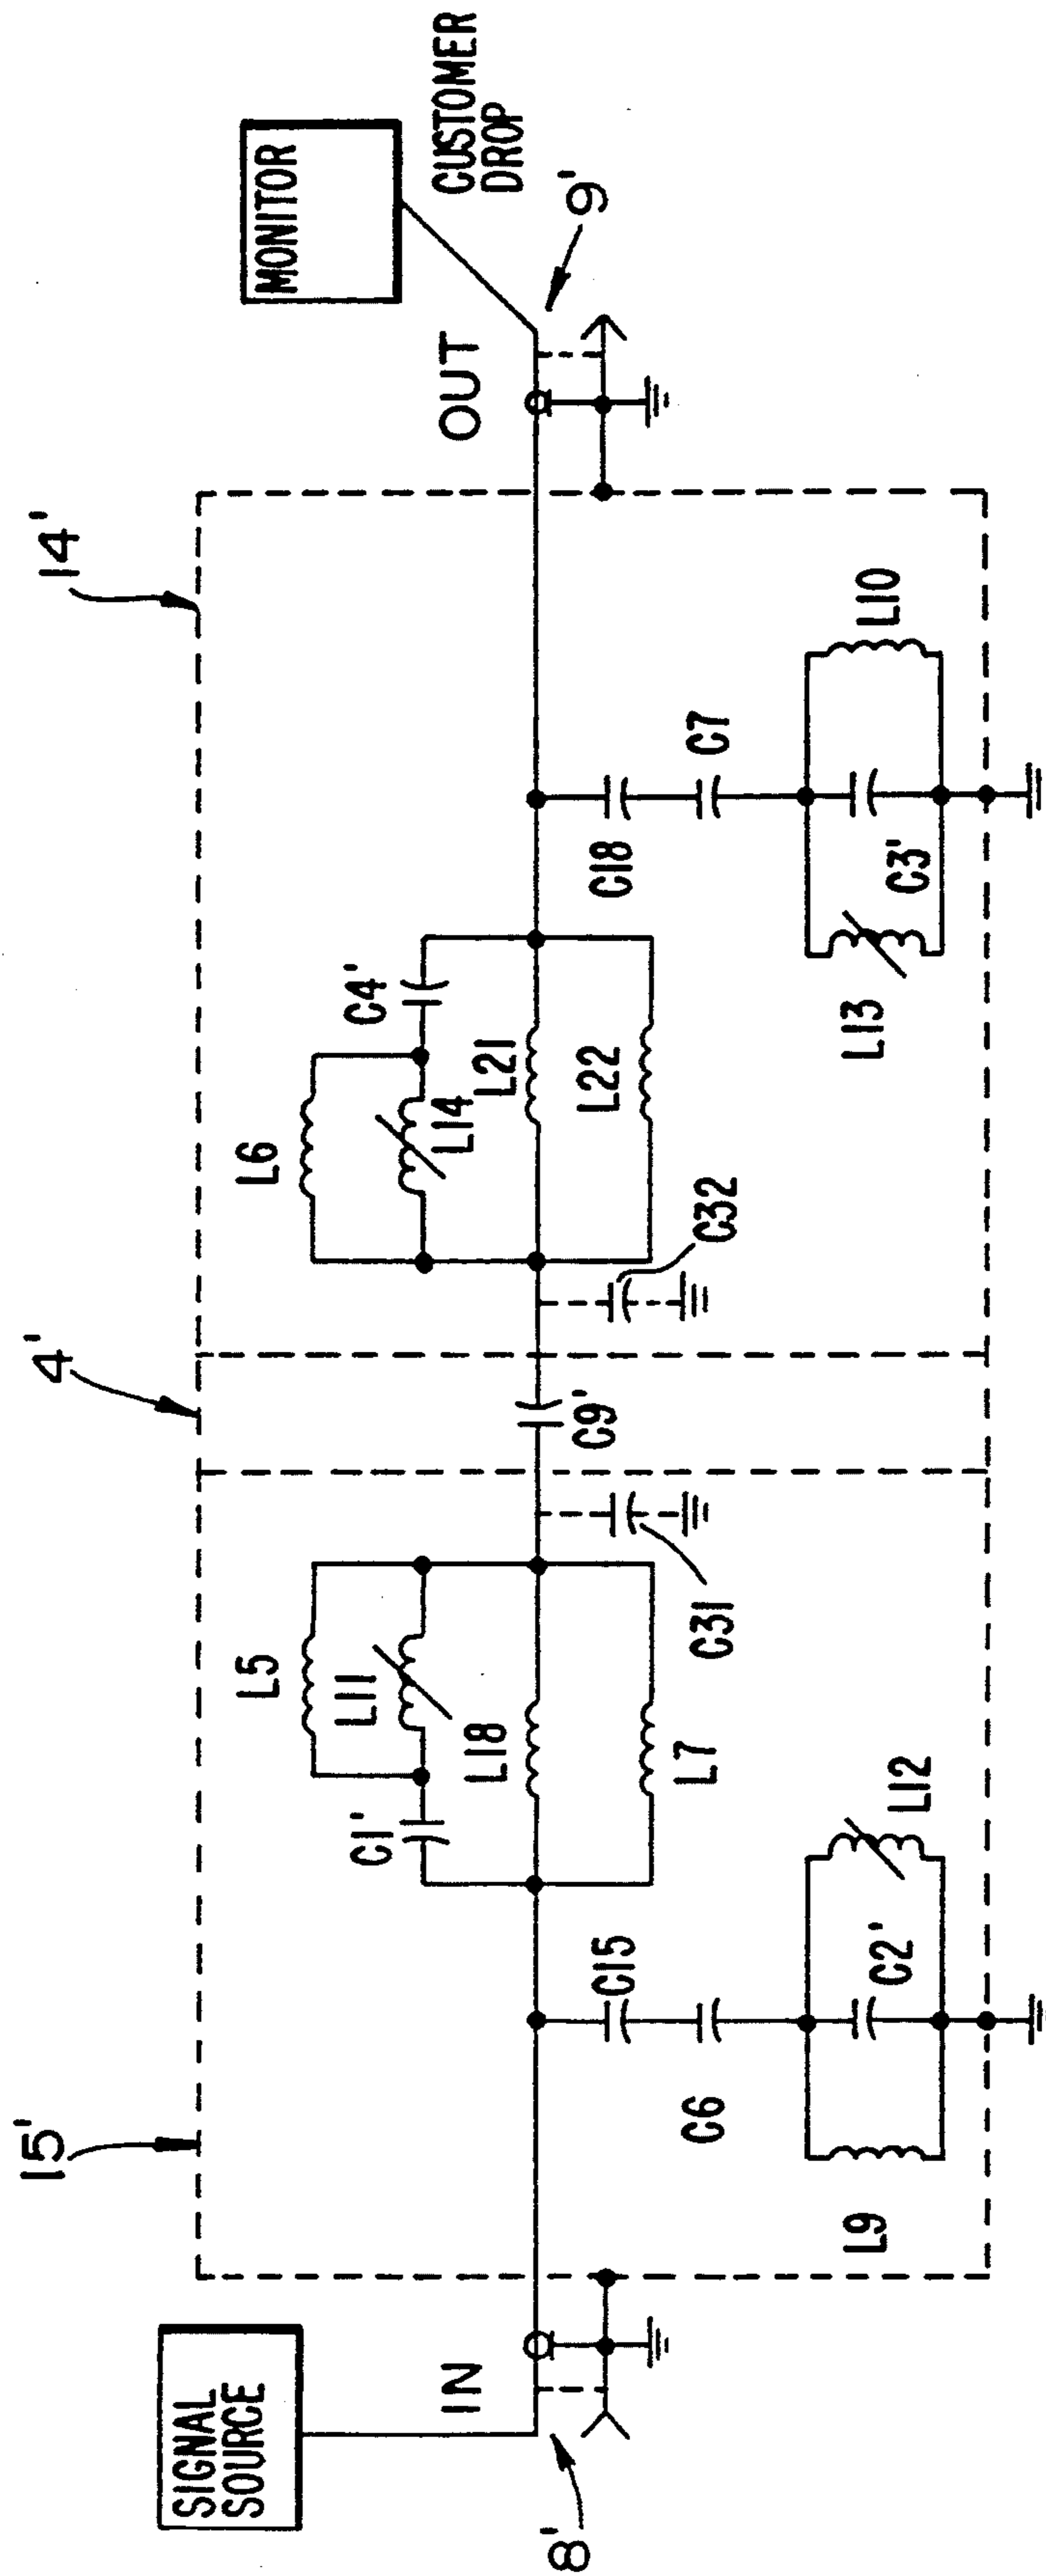 15'
4'
14'
SIGNAL
SOURCE
MONITOR
CUSTOMER
DROP
IN
OUT
8'
9'
L5
L6
C1'
L11
L14
C4'
L18
L21
L7
L22
C9'
C31
C32
C15
C18
C6
C7
L9
C2'
L12
L13
C3'
L10